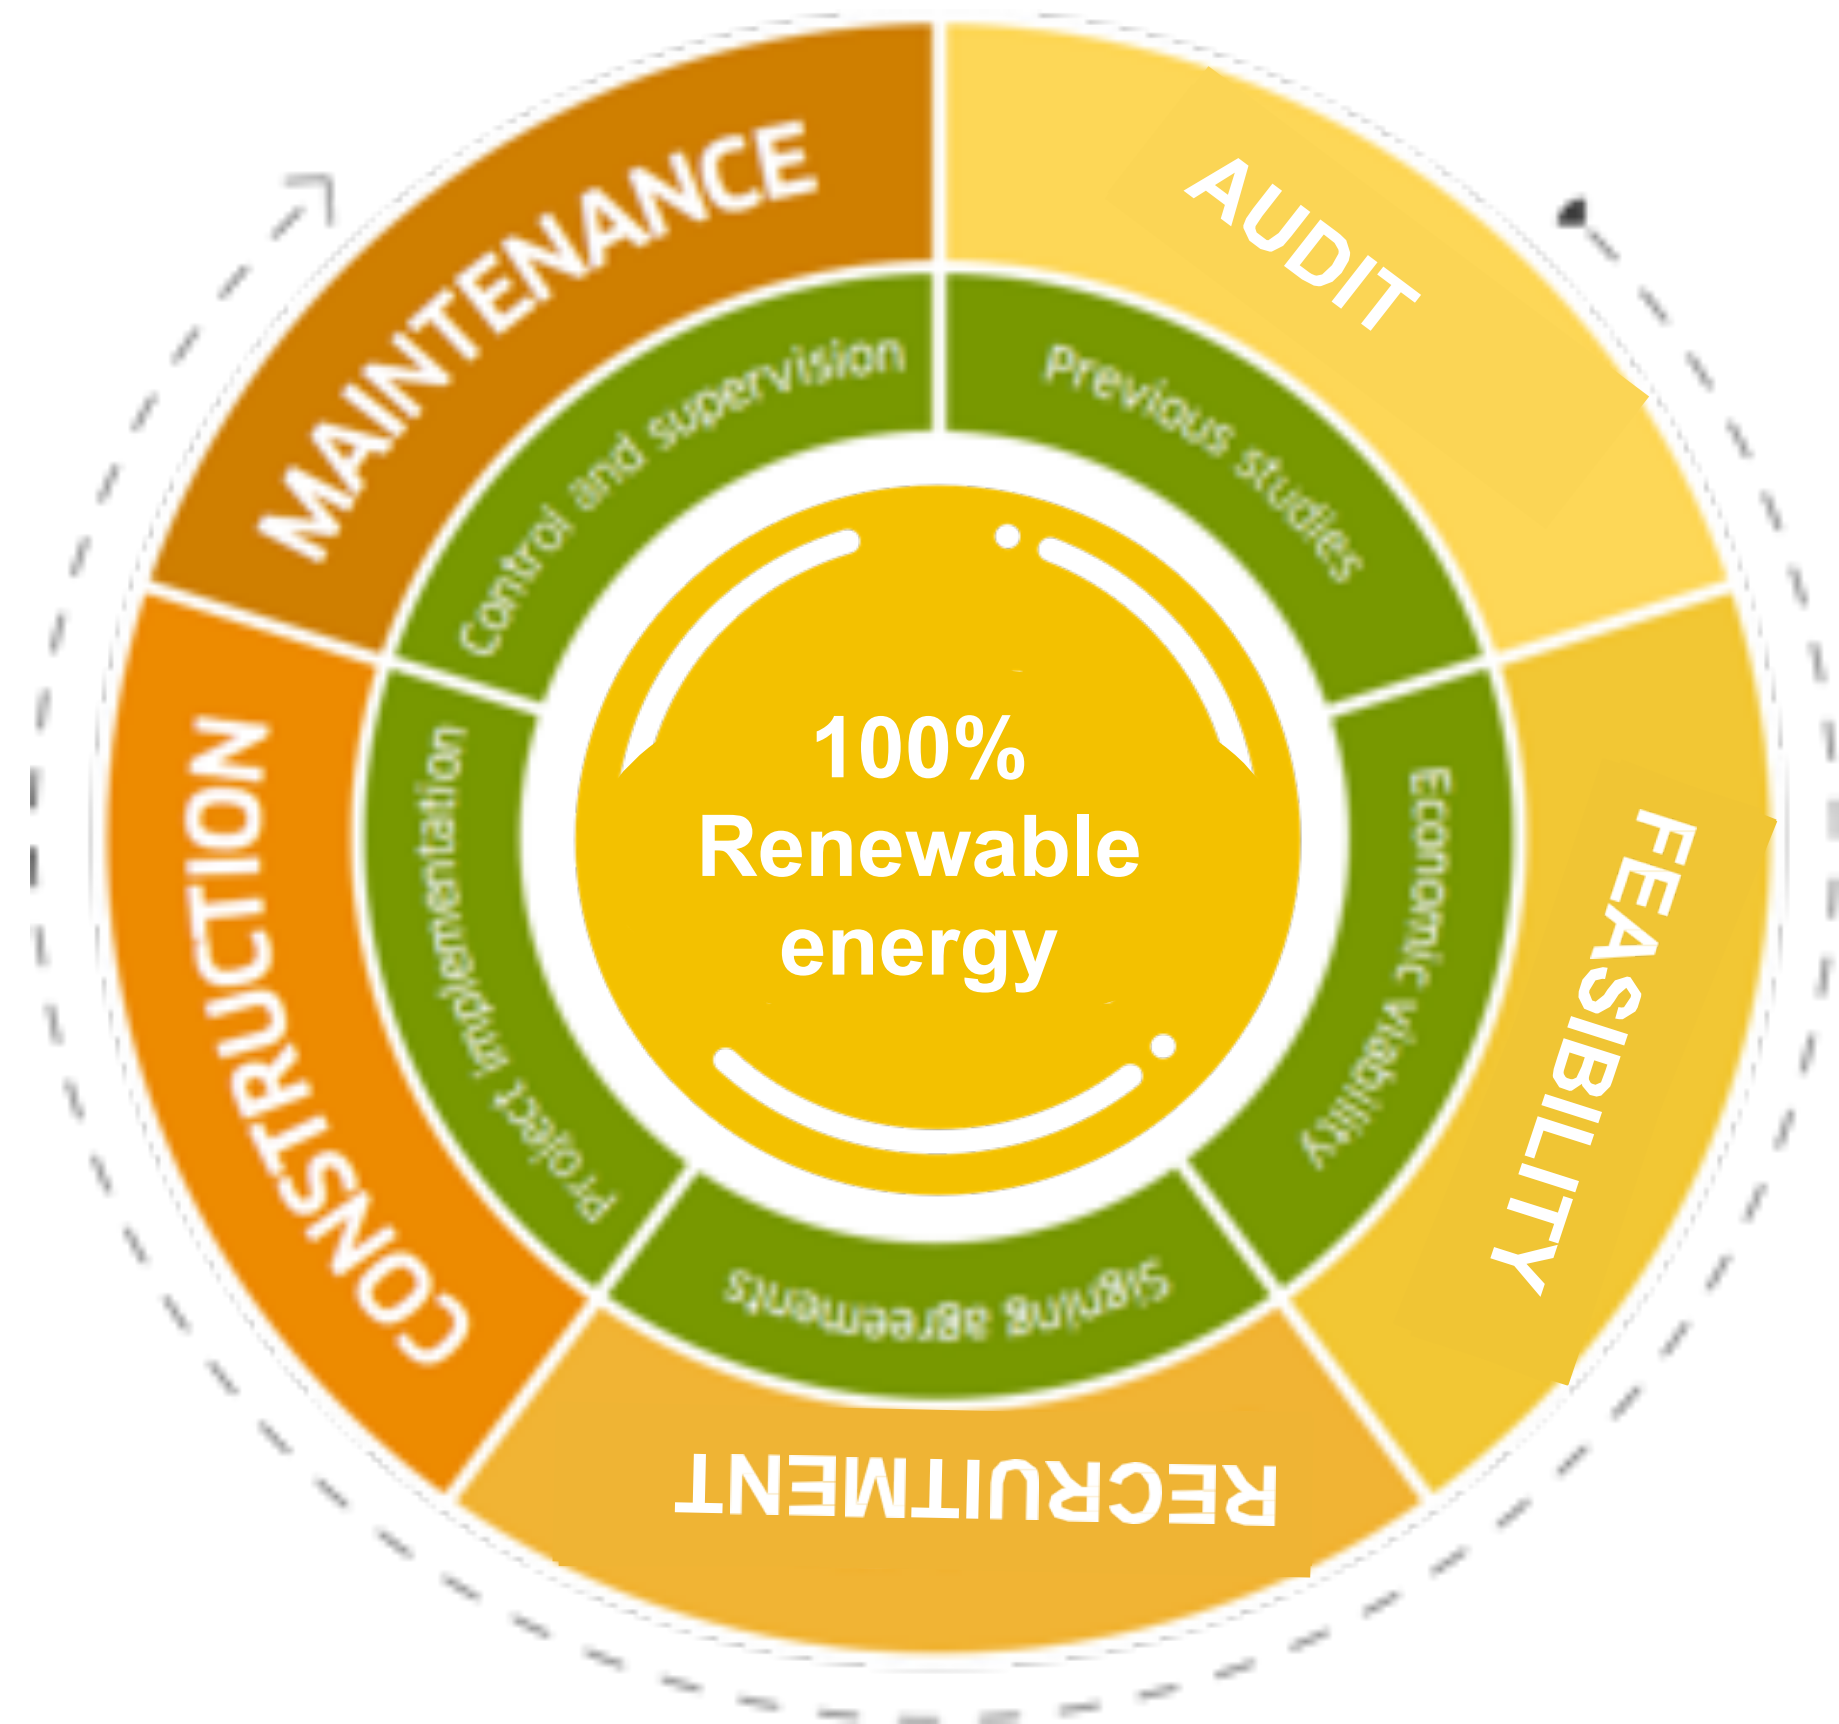 AUDIT
Previous studies
FEASIBILITY
Economic viability
RECRUITMENT
Signing agreements
CONSTRUCTION
Project implementation
MAINTENANCE
Control and supervision
100%
Renewable
energy